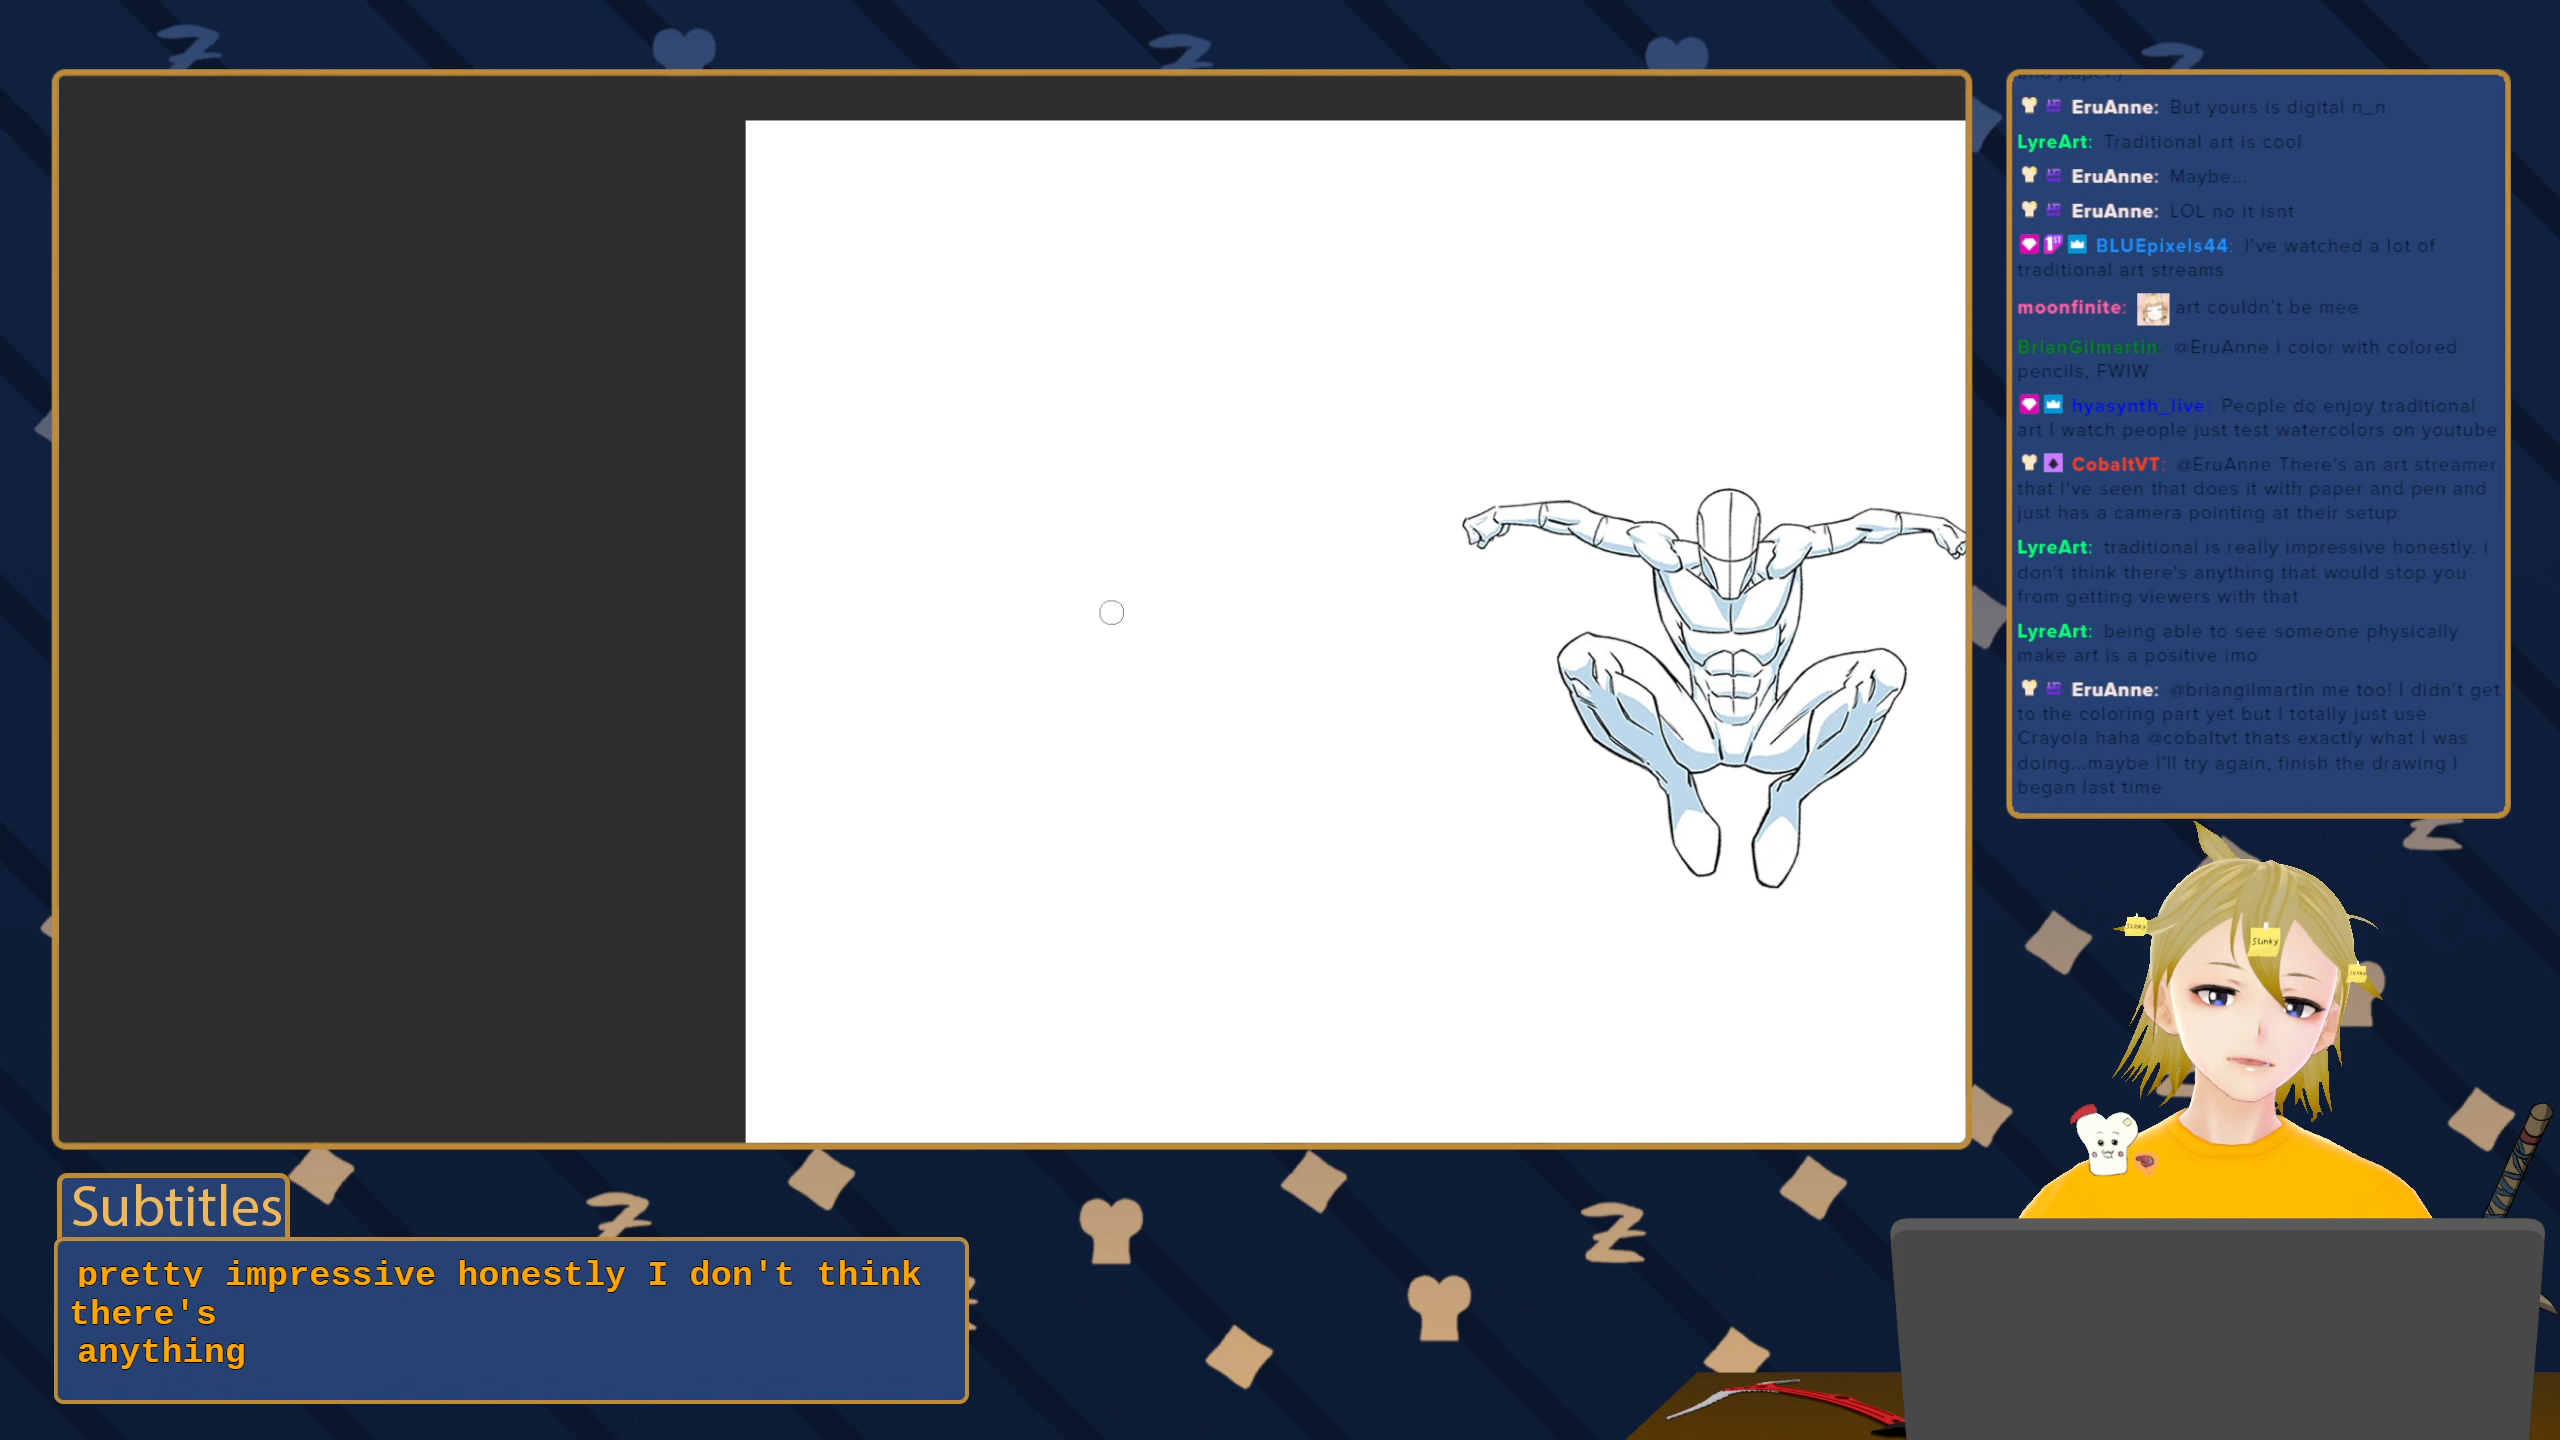 EruAnne: But yours is digital n_n
LyreArt: Traditional art is cool
EruAnne: Maybe...
EruAnne: LOL no it isnt
BLUEpixels44: I've watched a lot of
traditional art streams
moonfinite: art couldn't be mee
BrianGilmartin: @EruAnne I color with colored
pencils, FWIW
hyasynth_live: People do enjoy traditional
art I watch people just test watercolors on youtube
CobaltVT: @EruAnne There's an art streamer
that I've seen that does it with paper and pen and
just has a camera pointing at their setup
LyreArt: traditional is really impressive honestly. i
don't think there's anything that would stop you
from getting viewers with that
LyreArt: being able to see someone physically
make art is a positive imo
EruAnne: @briangilmartin me too! I didn't get
to the coloring part yet but I totally just use
Crayola haha @cobaltvt thats exactly what I was
doing...maybe I'll try again, finish the drawing I
began last time
Stinky
Subtitles
pretty impressive honestly I don't think
there's
anything